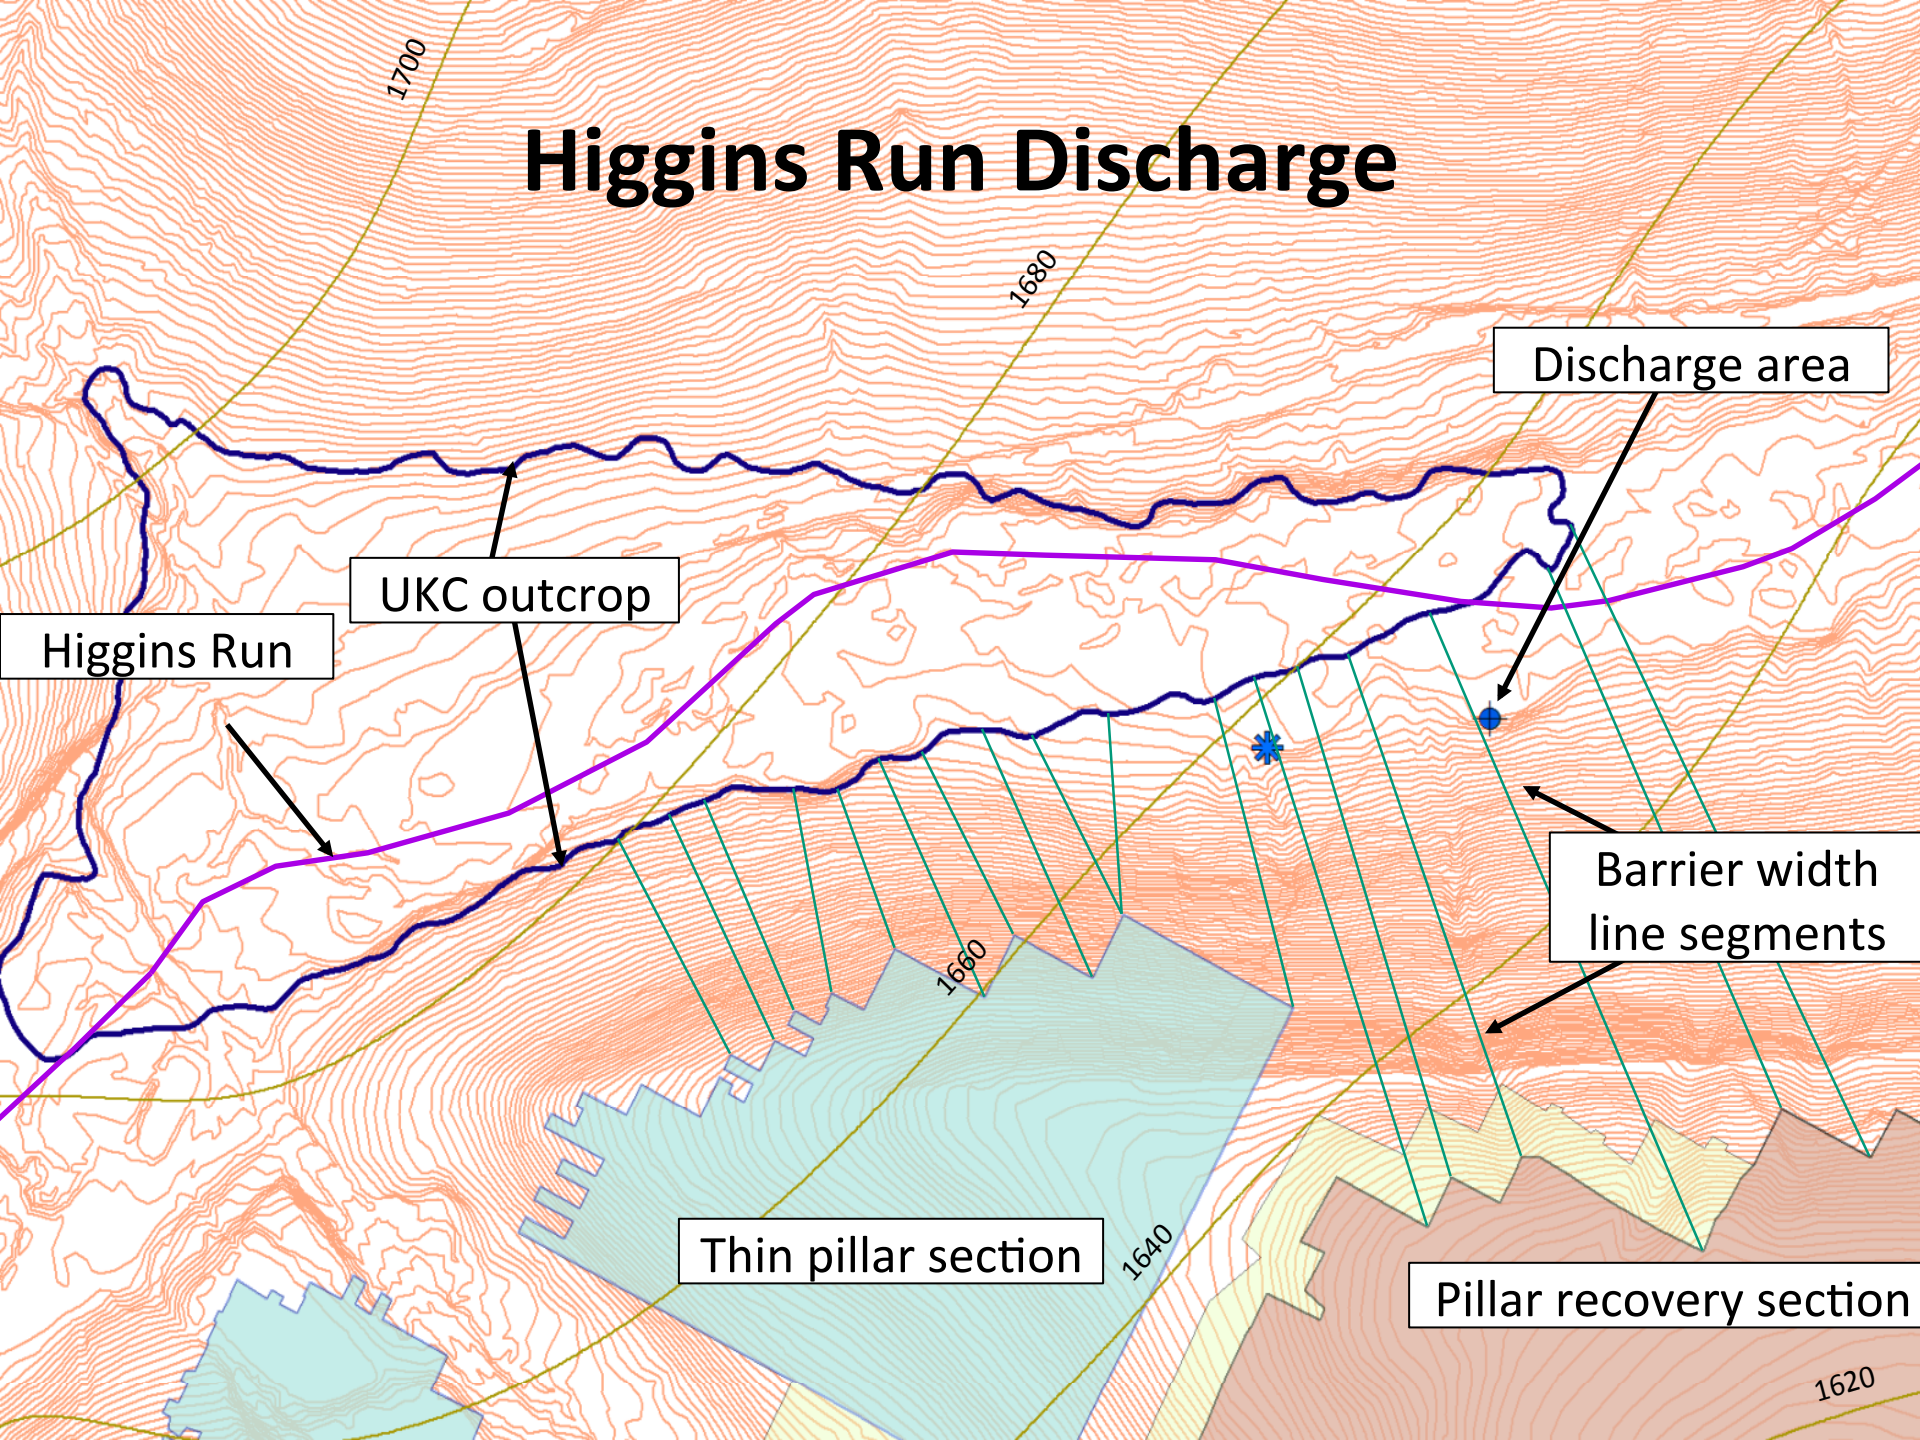 1700
Higgins Run Discharge
1680
Discharge area
UKC outcrop
Higgins Run
Barrier width
line segments
1660
Thin pillar section
1640
Pillar recovery section
1620